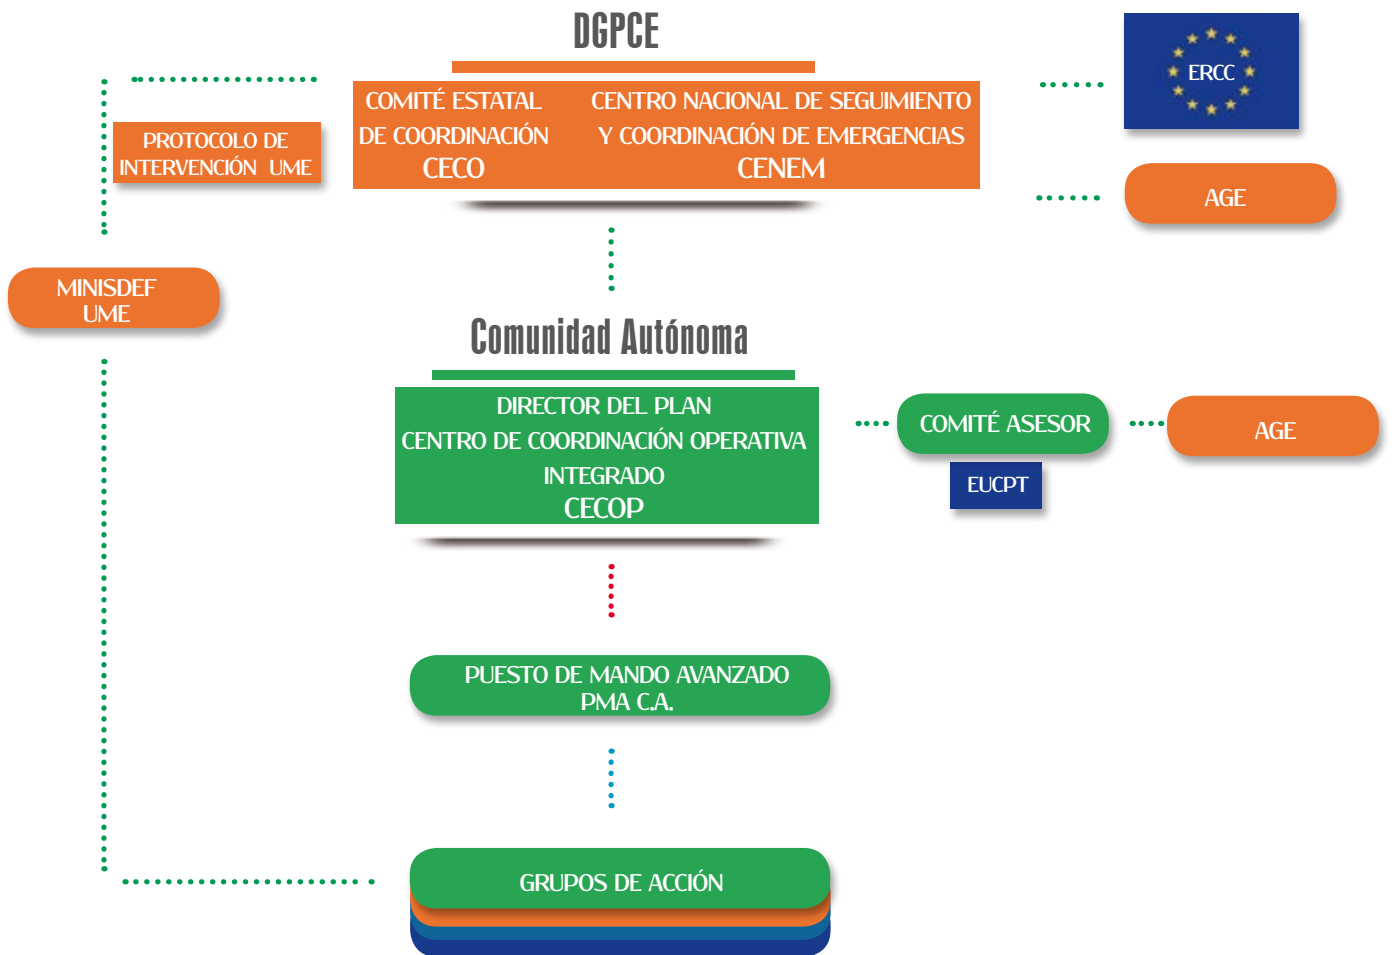 DGPCE
COMITÉ ESTATAL
DE COORDINACIÓN
CECO
CENTRO NACIONAL DE SEGUIMIENTO
Y COORDINACIÓN DE EMERGENCIAS
CENEM
ERCC
PROTOCOLO DE
INTERVENCIÓN UME
AGE
MINISDEF
UME
Comunidad Autónoma
DIRECTOR DEL PLAN
CENTRO DE COORDINACIÓN OPERATIVA
INTEGRADO
CECOP
COMITÉ ASESOR
AGE
EUCPT
PUESTO DE MANDO AVANZADO
PMA C.A.
GRUPOS DE ACCIÓN